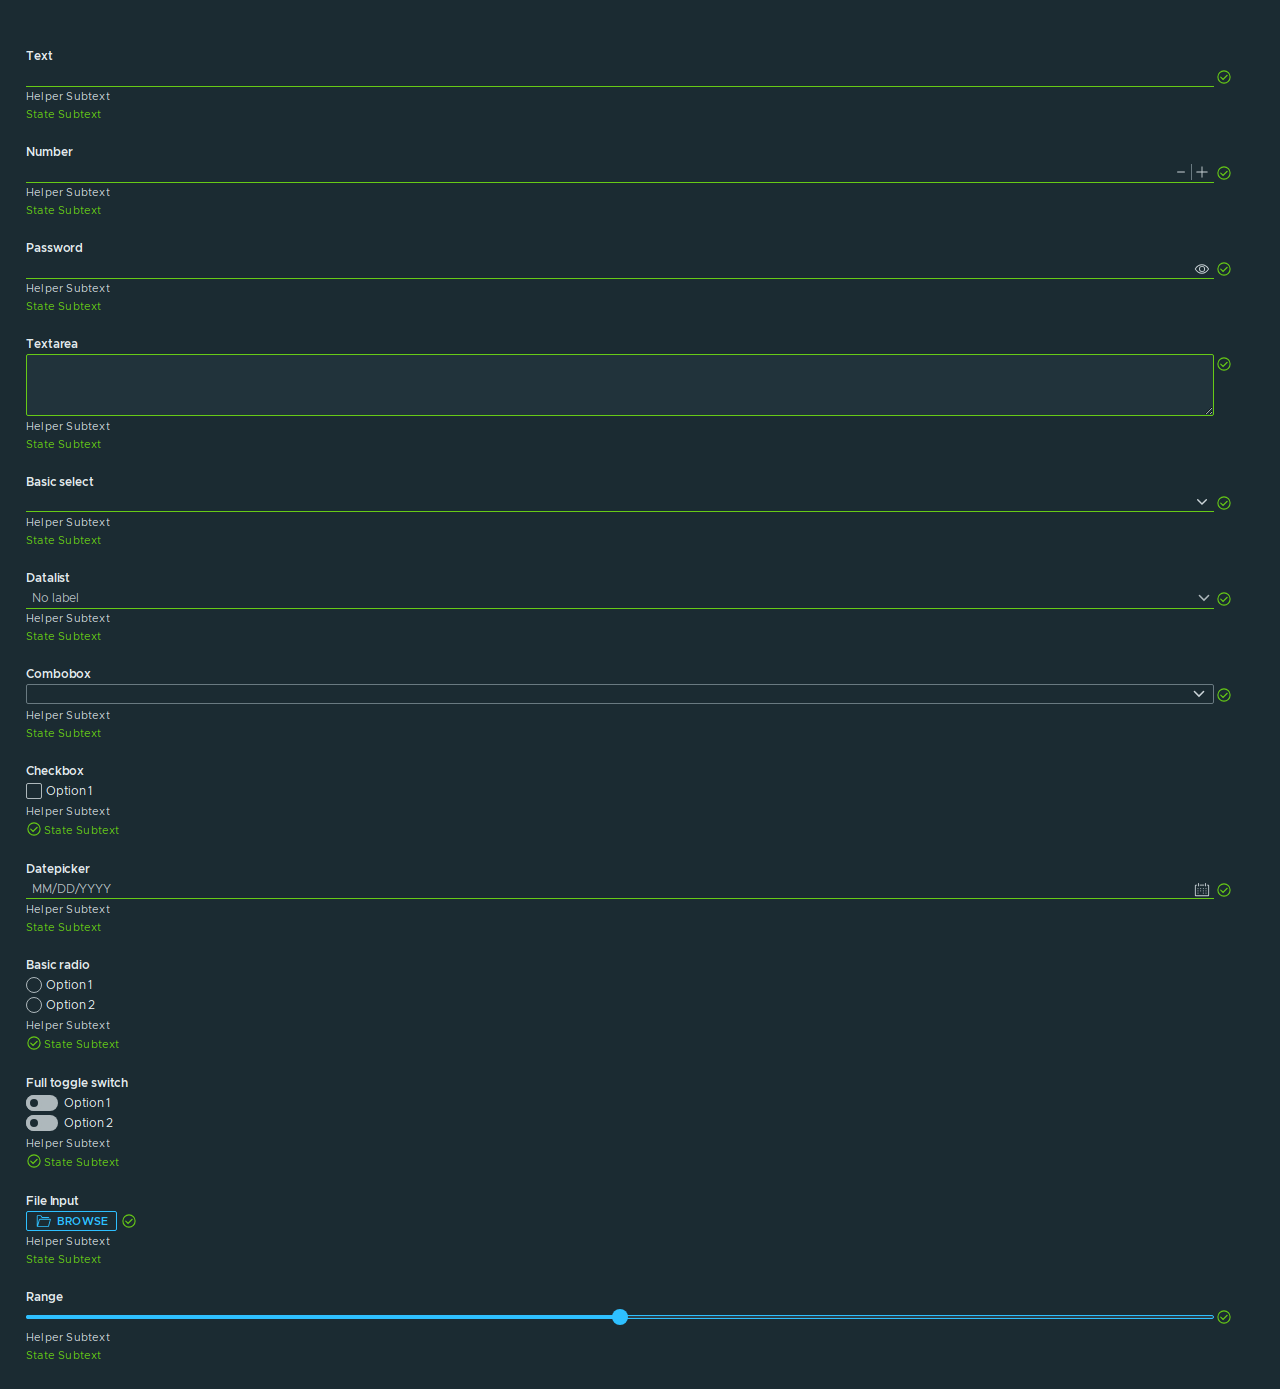 Text
Helper Subtext
State Subtext
Number
Helper Subtext
State Subtext
Password
Helper Subtext
State Subtext
Textarea
Helper Subtext
State Subtext
Basic select
Helper Subtext
State Subtext
Datalist
No label
Helper Subtext
State Subtext
Combobox
Helper Subtext
State Subtext
Checkbox
Option 1
Helper Subtext
State Subtext
Datepicker
MM/DD/YYYY
Helper Subtext
State Subtext
Basic radio
Option 1
Option 2
Helper Subtext
State Subtext
Full toggle switch
Option 1
Option 2
Helper Subtext
State Subtext
File Input
BROWSE
Helper Subtext
State Subtext
Range
Helper Subtext
State Subtext